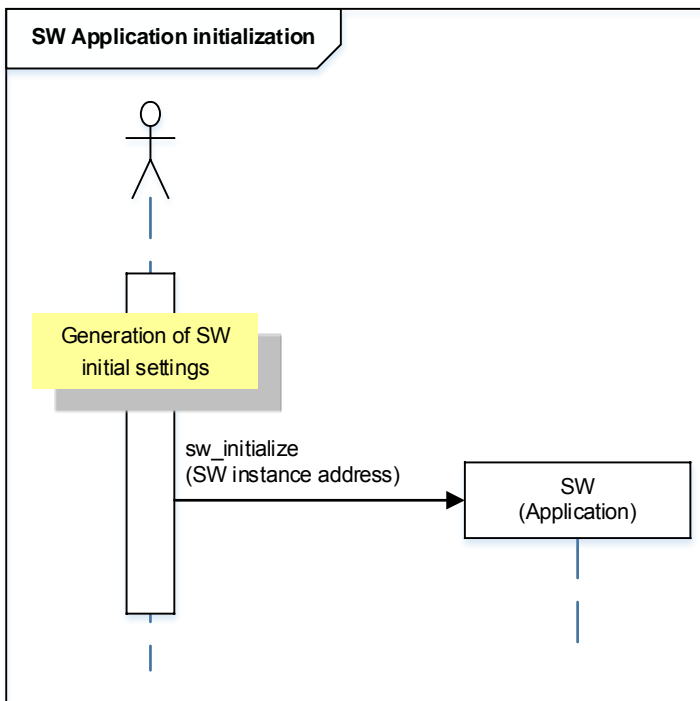 SW Application initialization
Generation of SW
initial settings
sw_initialize
(SW instance address)
SW
(Application)